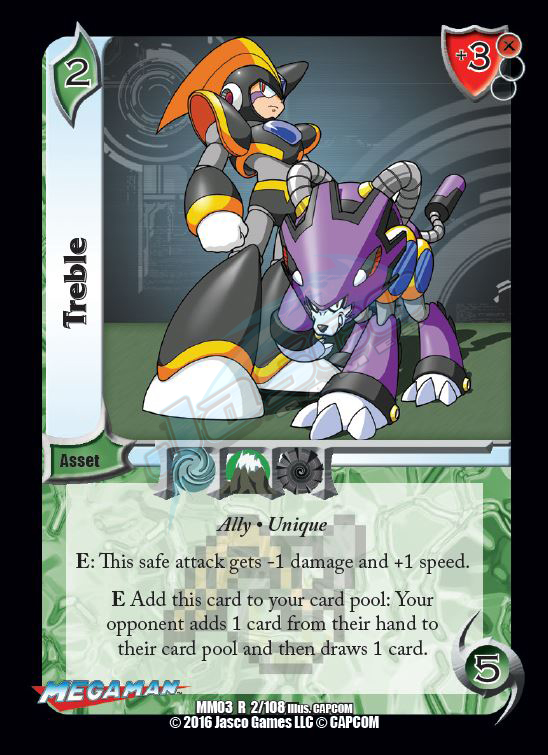 2
+3
Treble
Asset
Ally • Unique
E: This safe attack gets -1 damage and +1 speed.
E Add this card to your card pool: Your
opponent adds 1 card from their hand to
their card pool and then draws 1 card.
5
MEGAMAN™
MM03 R 2/108 illus. CAPCOM
© 2016 Jasco Games LLC © CAPCOM